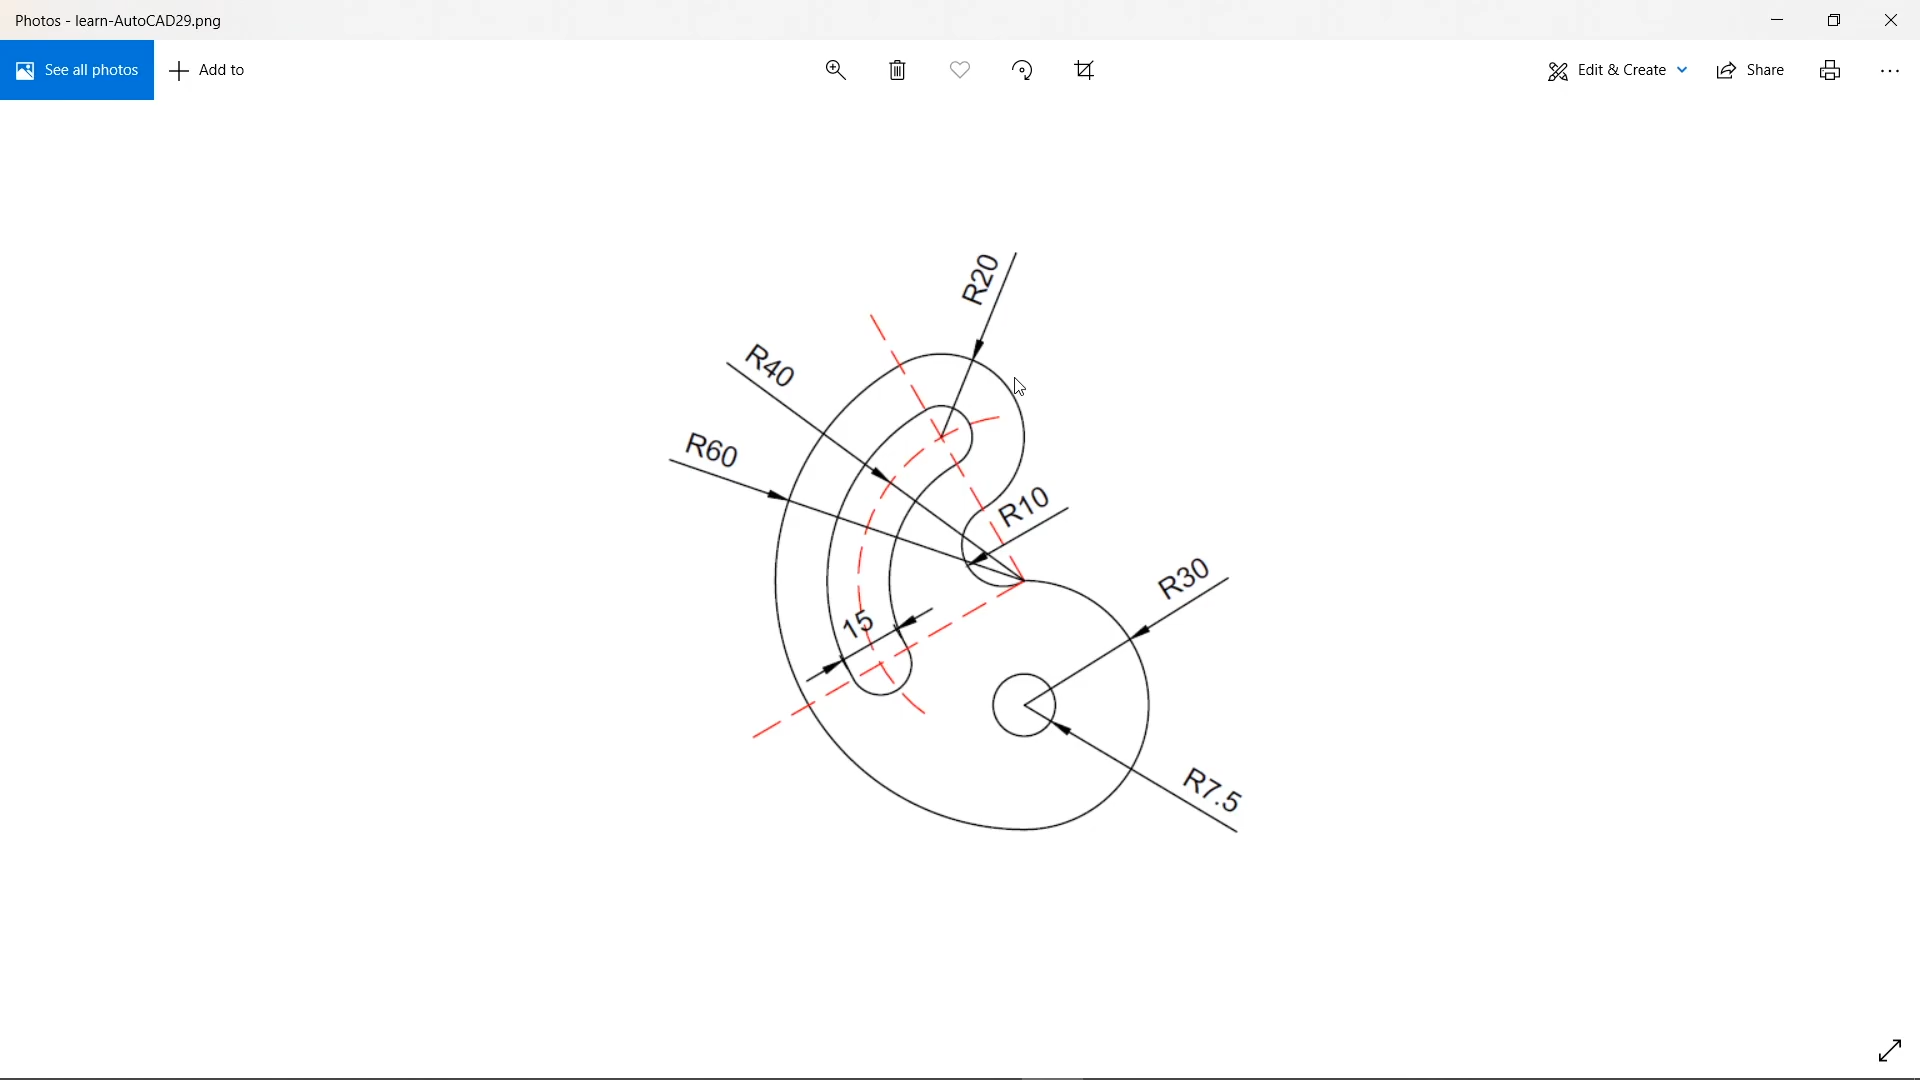 Photos - learn-AutoCAD29.png
See all photos
Add to
Edit & Create
Share
R20
R40
R60
R10
R30
15
R7.5